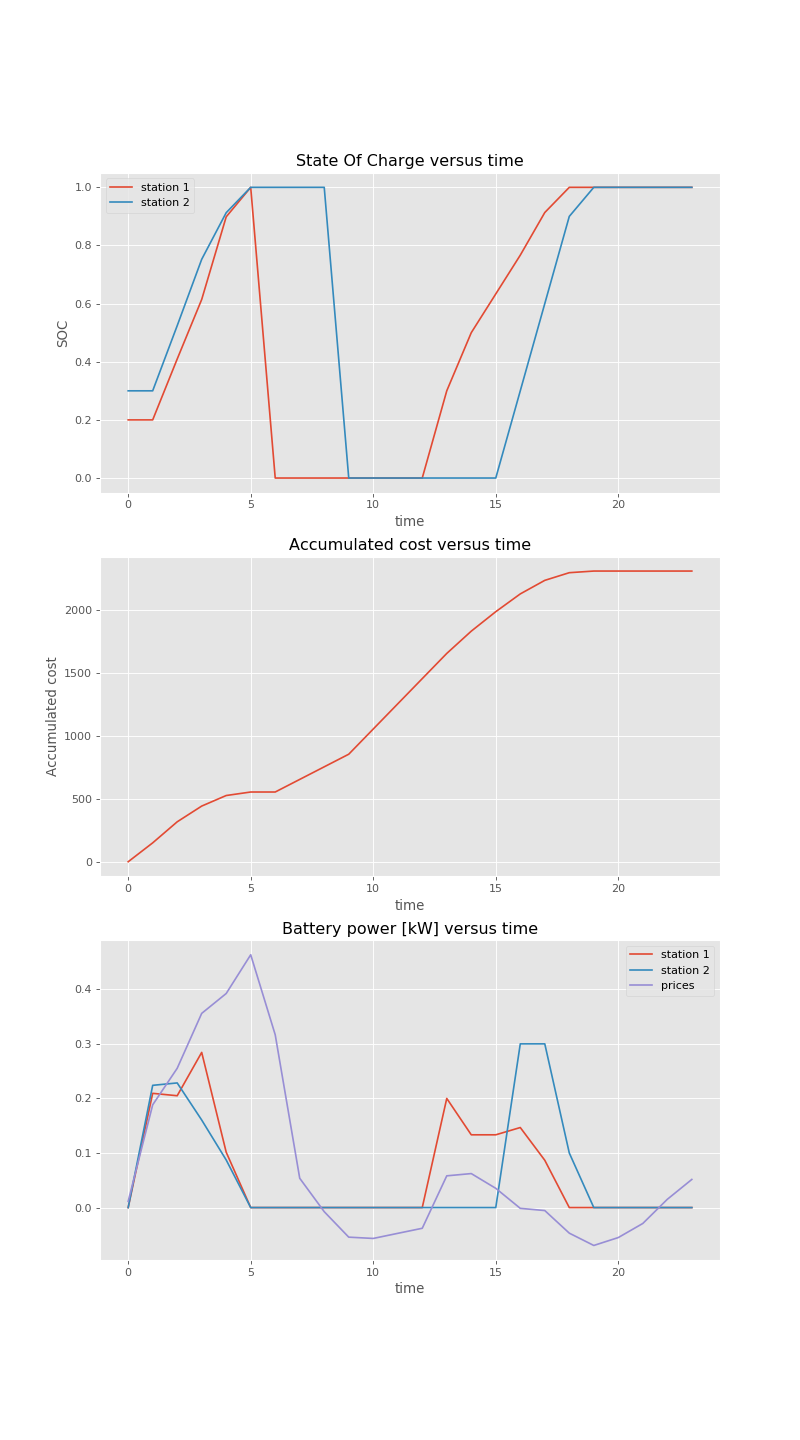 State Of Charge versus time
station 1
station 2
1.0
0.8
0.6
0.4
0.2
0.0
SOC
0 5 10 15 20
time
Accumulated cost versus time
2000
1500
1000
500
0
Accumulated cost
0 5 10 15 20
time
Battery power [kW] versus time
station 1
station 2
prices
0.4
0.3
0.2
0.1
0.0
0 5 10 15 20
time